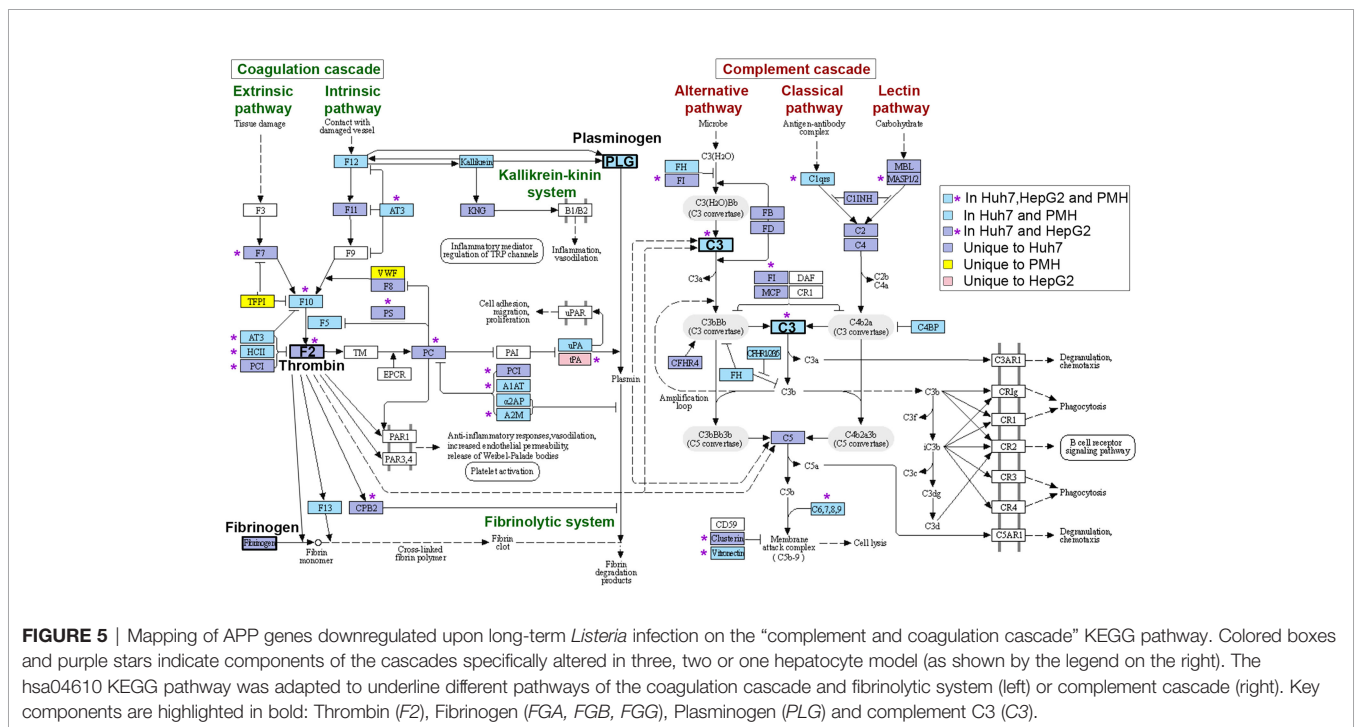 Coagulation cascade
Extrinsic
pathway
Intrinsic
pathway
Tissue damage
Contact with
damaged vessel
Plasminogen
F12
Kallikrein
PLG
Kallikrein-kinin
system
F3
F11
AT3
KNG
B1/B2
F7
F9
Inflammatory mediator
regulation of TRP channels
Inflammation,
vasodilation
VWF
F8
TFPI
F10
PS
Cell adhesion,
migration,
proliferation
uPAR
F5
AT3
HCII
PCI
F2
Thrombin
TM
EPCR
PC
PAI
uPA
tPA
PCI
A1AT
α2AP
A2M
Plasmin
PAR1
PAR3,4
Anti-inflammatory responses,vasodilation,
increased endothelial permeability,
release of Weibel-Palade bodies
Platelet activation
F13
CPB2
Fibrinolytic system
Fibrinogen
Fibrinogen
Fibrin
monomer
Cross-linked
fibrin polymer
Fibrin
clot
Fibrin
degradation
products
Complement cascade
Alternative
pathway
Classical
pathway
Lectin
pathway
Microbe
Antigen-antibody
complex
Carbohydrate
C3(H2O)
FH
FI
C1qrs
MBL
MASP1/2
C3(H2O)Bb
(C3 convertase)
FB
FD
C1INH
C2
C4
C3
C3a
FI
DAF
MCP
CR1
C2b
C4a
C3bBb
(C3 convertase)
C3
C4b2a
(C3 convertase)
C4BP
CFHR4
FH
C3a
C3b
Amplification
loop
C3bBb3b
(C5 convertase)
C5
C4b2a3b
(C5 convertase)
C5a
C5b
C6,7,8,9
CD59
Clusterin
Vitronectin
Membrane
attack complex
(C5b-9)
Cell lysis
C3b
C3f
iC3b
C3c
C3dg
C3d
C3AR1
CRIg
CR1
CR2
CR3
CR4
C5AR1
Degranulation,
chemotaxis
Phagocytosis
B cell receptor
signaling pathway
Phagocytosis
Degranulation,
chemotaxis
* In Huh7,HepG2 and PMH
In Huh7 and PMH
* In Huh7 and HepG2
Unique to Huh7
Unique to PMH
Unique to HepG2
FIGURE 5 | Mapping of APP genes downregulated upon long-term Listeria infection on the “complement and coagulation cascade” KEGG pathway. Colored boxes
and purple stars indicate components of the cascades specifically altered in three, two or one hepatocyte model (as shown by the legend on the right). The
hsa04610 KEGG pathway was adapted to underline different pathways of the coagulation cascade and fibrinolytic system (left) or complement cascade (right). Key
components are highlighted in bold: Thrombin (F2), Fibrinogen (FGA, FGB, FGG), Plasminogen (PLG) and complement C3 (C3).